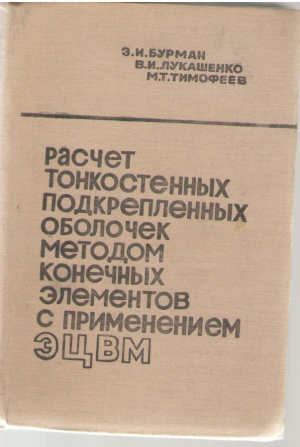 З.И.БУРМАН
В.И.ЛУКАШЕНКО
М.Т.ТИМОФЕЕВ
РАСЧЕТ
ТОНКОСТЕННЫХ
ПОДКРЕПЛЕННЫХ
ОБОЛОЧЕК
МЕТОДОМ
КОНЕЧНЫХ
ЭЛЕМЕНТОВ
С ПРИМЕНЕНИЕМ
ЭЦВМ